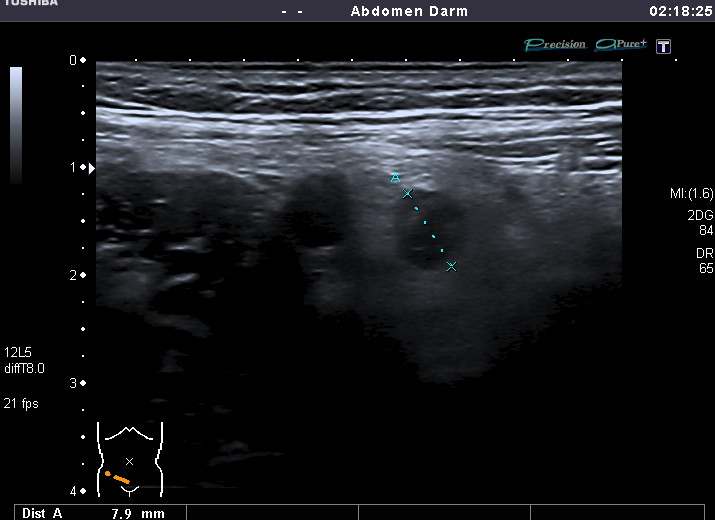 TOSHIBA
- - Abdomen Darm 02:18:25
Precision APure+ T
0
1
2
3
4
MI:(1.6)
2DG
84
DR
65
12L5
diffT8.0
21 fps
A
Dist A 7.9 mm